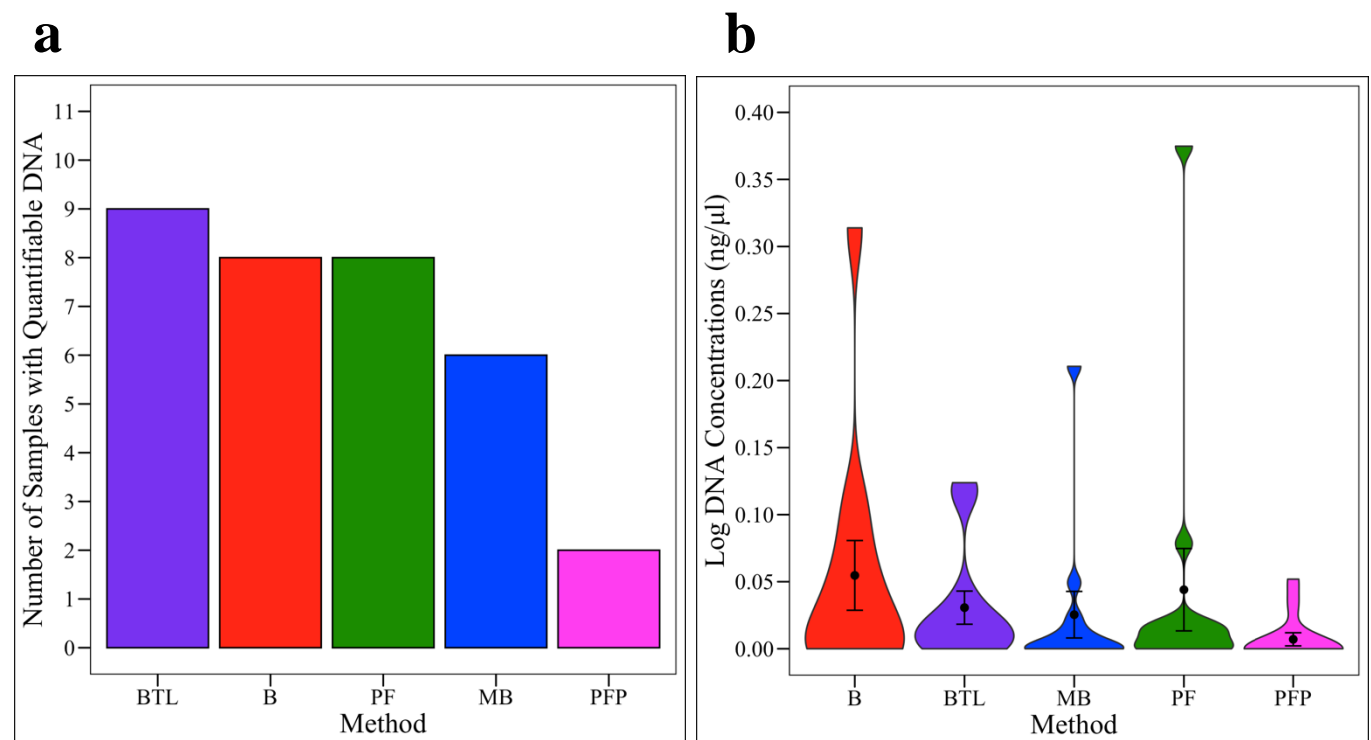 a
Number of Samples with Quantifiable DNA
11
10
9
8
7
6
5
4
3
2
1
0
BTL B PF MB PFP
Method
b
Log DNA Concentrations (ng/µl)
0.40
0.35
0.30
0.25
0.20
0.15
0.10
0.05
0.00
B BTL MB PF PFP
Method